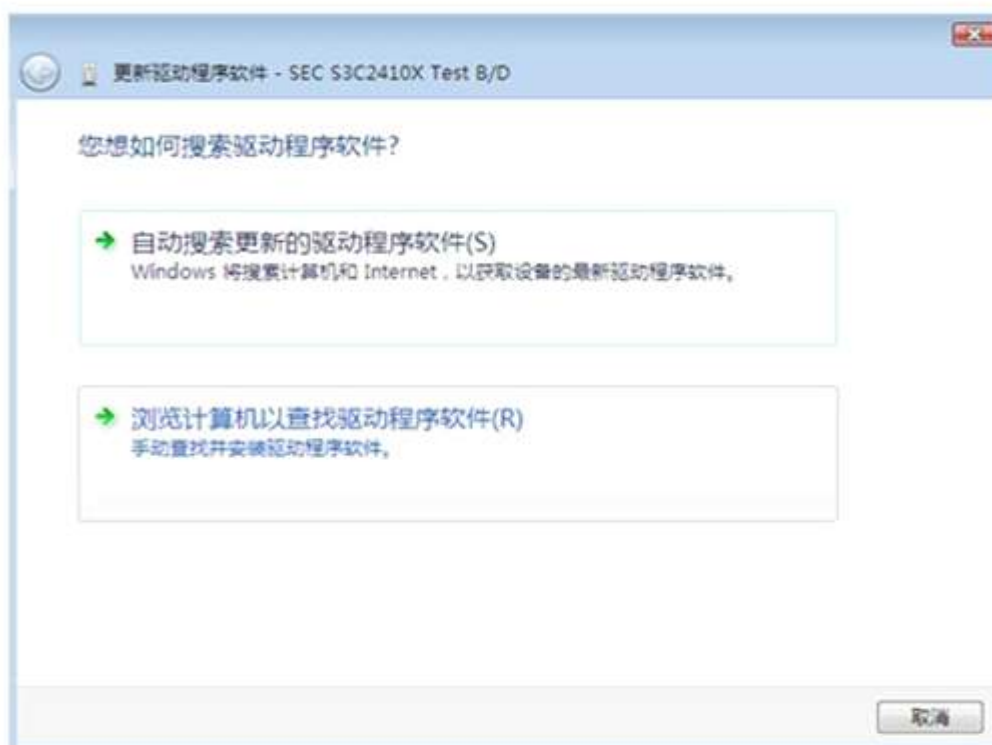 更新驱动程序软件 - SEC S3C2410X Test B/D
您想如何搜索驱动程序软件?
自动搜索更新的驱动程序软件(S)
Windows 将搜索计算机和 Internet，以获取设备的最新驱动程序软件。
浏览计算机以查找驱动程序软件(R)
手动查找并安装驱动程序软件。
取消